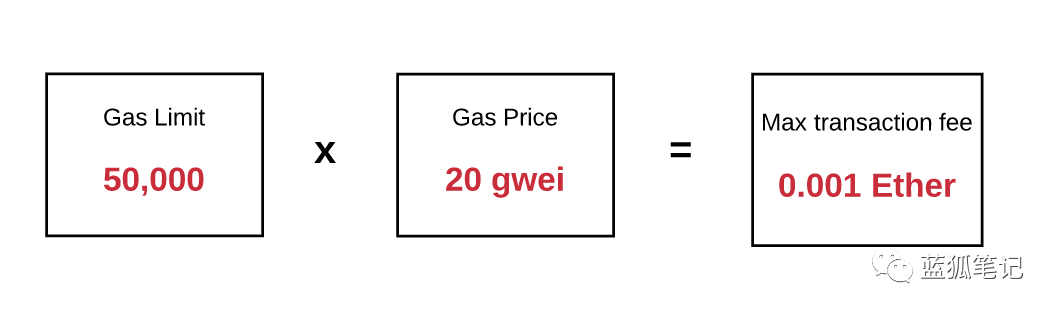 Gas Limit
50,000
x
Gas Price
20 gwei
=
Max transaction fee
0.001 Ether
蓝狐笔记